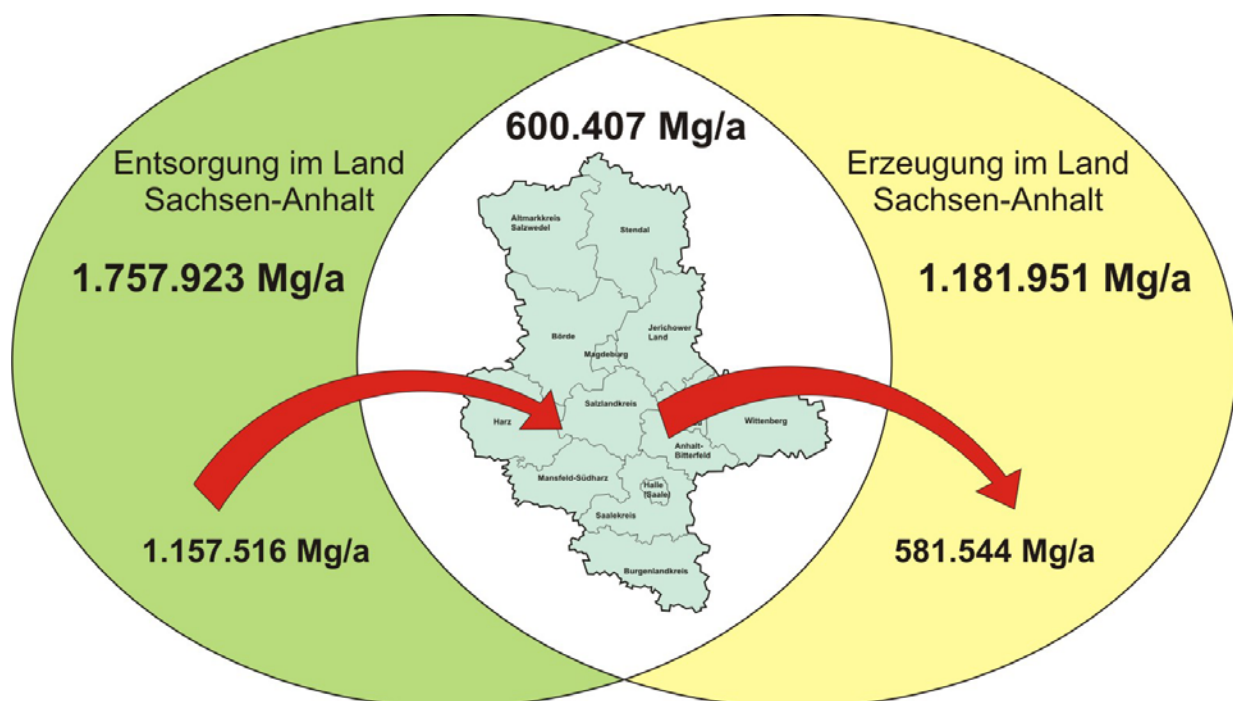 600.407 Mg/a
Entsorgung im Land
Sachsen-Anhalt
1.757.923 Mg/a
Erzeugung im Land
Sachsen-Anhalt
1.181.951 Mg/a
Altmarkkreis
Salzwedel
Stendal
Börde
Jerichower
Land
Magdeburg
Salzlandkreis
Harz
Wittenberg
Anhalt-
Bitterfeld
Mansfeld-Südharz
Halle
(Saale)
Saalekreis
Burgenlandkreis
1.157.516 Mg/a
581.544 Mg/a